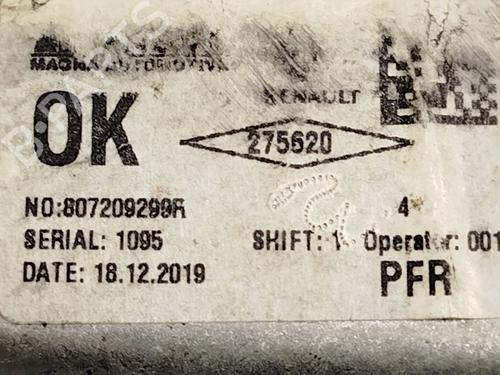 MAGNA AUTOMOTIVE
RENAULT
OK
275620
NO:807209299R
4
SERIAL: 1095 SHIFT: 1 Operator: 001
DATE: 18.12.2019 PFR